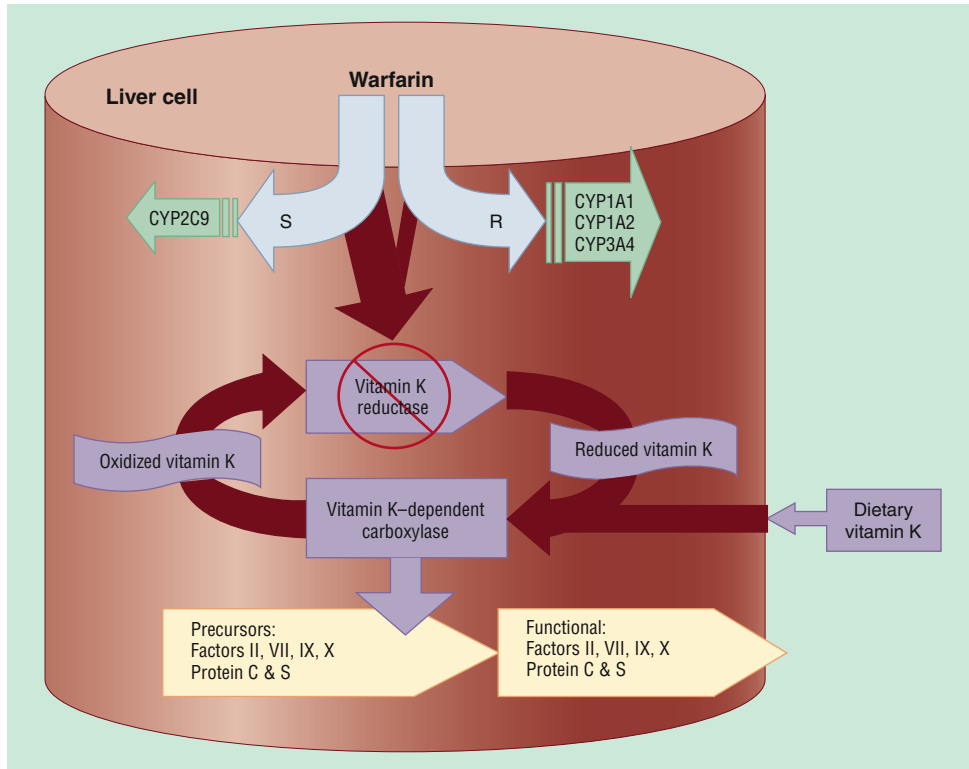 Warfarin
Liver cell
CYP2C9
S
R
CYP1A1
CYP1A2
CYP3A4
Vitamin K
reductase
Oxidized vitamin K
Reduced vitamin K
Vitamin K–dependent
carboxylase
Dietary
vitamin K
Precursors:
Factors II, VII, IX, X
Protein C & S
Functional:
Factors II, VII, IX, X
Protein C & S